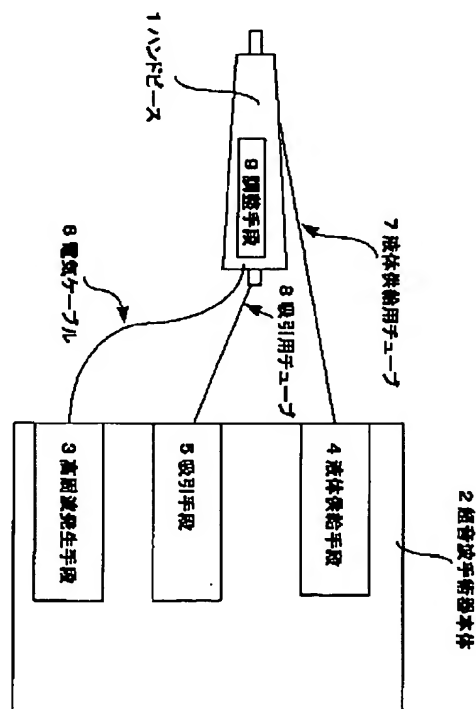 2 超音波手術器本体
7 液体供給用チューブ
4 液体供給手段
8 吸引用チューブ
9 調整手段
5 吸引手段
1 ハンドピース
6 電気ケーブル
3 高周波発生手段